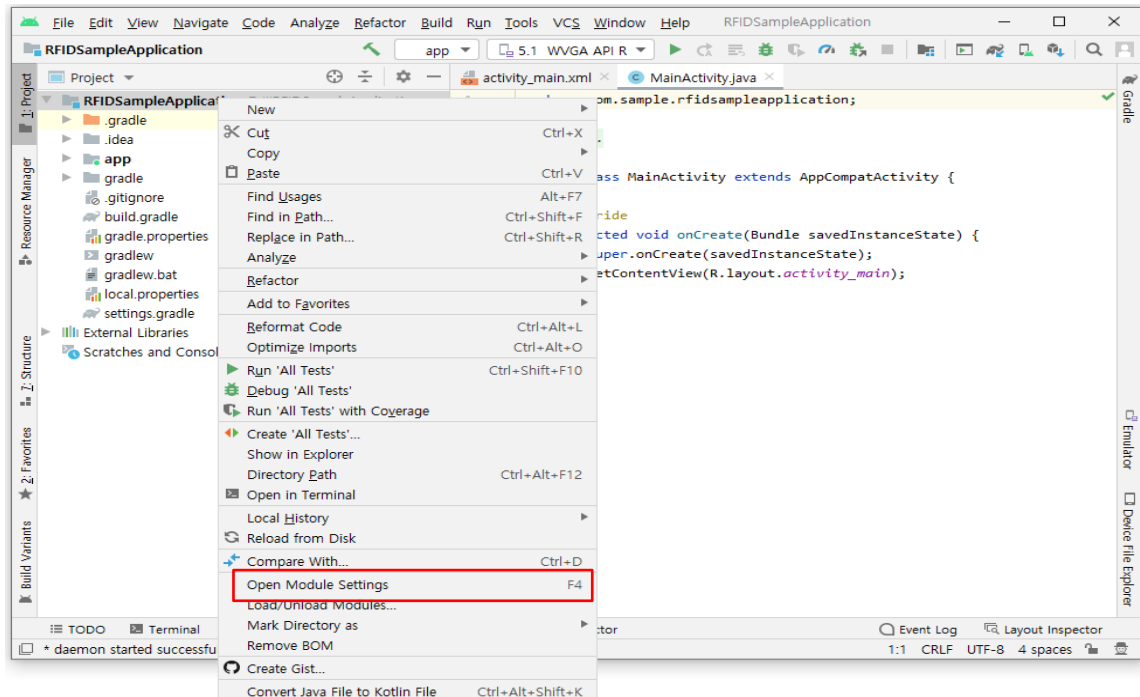 File Edit View Navigate Code Analyze Refactor Build Run Tools VCS Window Help RFIDSampleApplication
RFIDSampleApplication app 5.1 WVGA API R
Project activity_main.xml MainActivity.java
1: Project
Resource Manager
7: Structure
2: Favorites
Build Variants
RFIDSampleApplicat
.gradle
.idea
app
gradle
.gitignore
build.gradle
gradle.properties
gradlew
gradlew.bat
local.properties
settings.gradle
External Libraries
Scratches and Consol
New
Cut Ctrl+X
Copy
Paste Ctrl+V
Find Usages Alt+F7
Find in Path... Ctrl+Shift+F
Replace in Path... Ctrl+Shift+R
Analyze
Refactor
Add to Favorites
Reformat Code Ctrl+Alt+L
Optimize Imports Ctrl+Alt+O
Run 'All Tests' Ctrl+Shift+F10
Debug 'All Tests'
Run 'All Tests' with Coverage
Create 'All Tests'...
Show in Explorer
Directory Path Ctrl+Alt+F12
Open in Terminal
Local History
Reload from Disk
Compare With... Ctrl+D
Open Module Settings F4
Load/Unload Modules...
Mark Directory as
Remove BOM
Create Gist...
Convert Java File to Kotlin File Ctrl+Alt+Shift+K
om.sample.rfidsampleapplication;
.
ass MainActivity extends AppCompatActivity {
ride
cted void onCreate(Bundle savedInstanceState) {
uper.onCreate(savedInstanceState);
etContentView(R.layout.activity_main);
Gradle
Emulator
Device File Explorer
TODO Terminal ctor Event Log Layout Inspector
* daemon started successfu 1:1 CRLF UTF-8 4 spaces